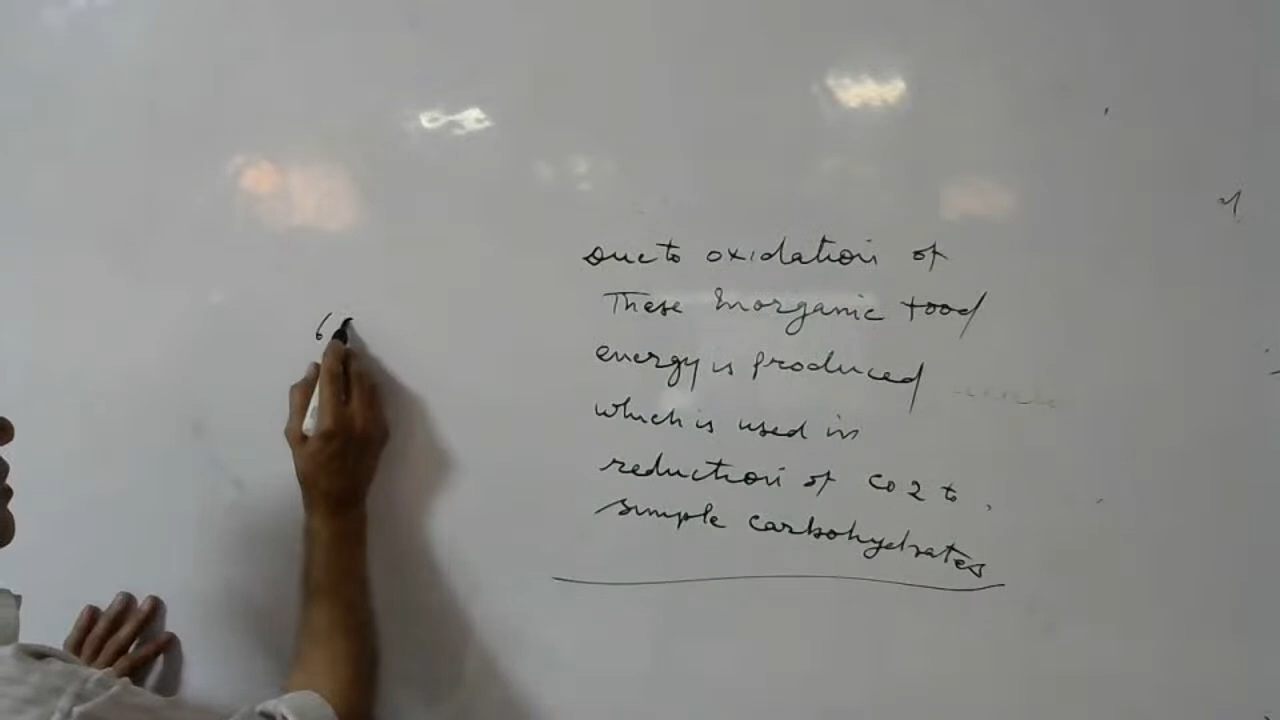 Due to oxidation of
These Inorganic food
energy is produced
which is used in
reduction of CO2 to
simple carbohydrates
6